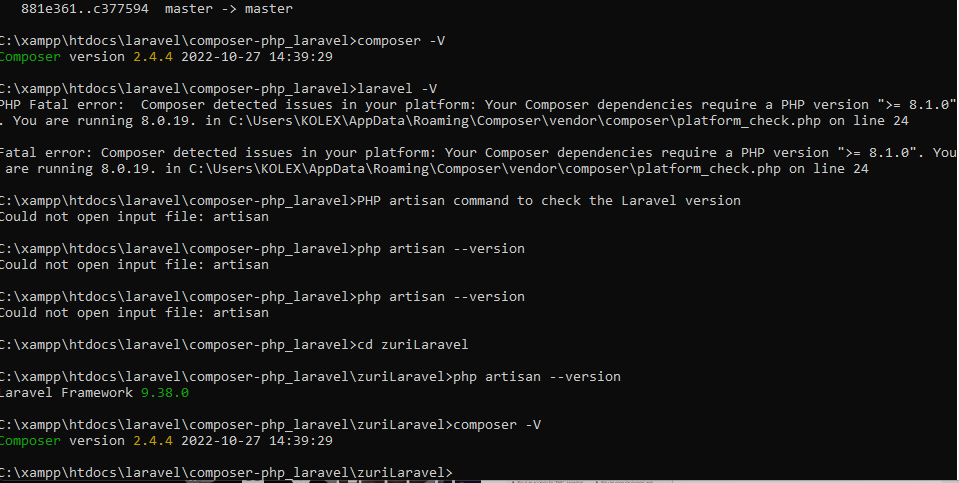 881e361..c377594  master -> master
C:\xampp\htdocs\laravel\composer-php_laravel>composer -V
Composer version 2.4.4 2022-10-27 14:39:29
C:\xampp\htdocs\laravel\composer-php_laravel>laravel -V
PHP Fatal error:  Composer detected issues in your platform: Your Composer dependencies require a PHP version ">= 8.1.0"
. You are running 8.0.19. in C:\Users\KOLEX\AppData\Roaming\Composer\vendor\composer\platform_check.php on line 24
Fatal error: Composer detected issues in your platform: Your Composer dependencies require a PHP version ">= 8.1.0". You
are running 8.0.19. in C:\Users\KOLEX\AppData\Roaming\Composer\vendor\composer\platform_check.php on line 24
C:\xampp\htdocs\laravel\composer-php_laravel>PHP artisan command to check the Laravel version
Could not open input file: artisan
C:\xampp\htdocs\laravel\composer-php_laravel>php artisan --version
Could not open input file: artisan
C:\xampp\htdocs\laravel\composer-php_laravel>php artisan --version
Could not open input file: artisan
C:\xampp\htdocs\laravel\composer-php_laravel>cd zuriLaravel
C:\xampp\htdocs\laravel\composer-php_laravel\zuriLaravel>php artisan --version
Laravel Framework 9.38.0
C:\xampp\htdocs\laravel\composer-php_laravel\zuriLaravel>composer -V
Composer version 2.4.4 2022-10-27 14:39:29
C:\xampp\htdocs\laravel\composer-php_laravel\zuriLaravel>